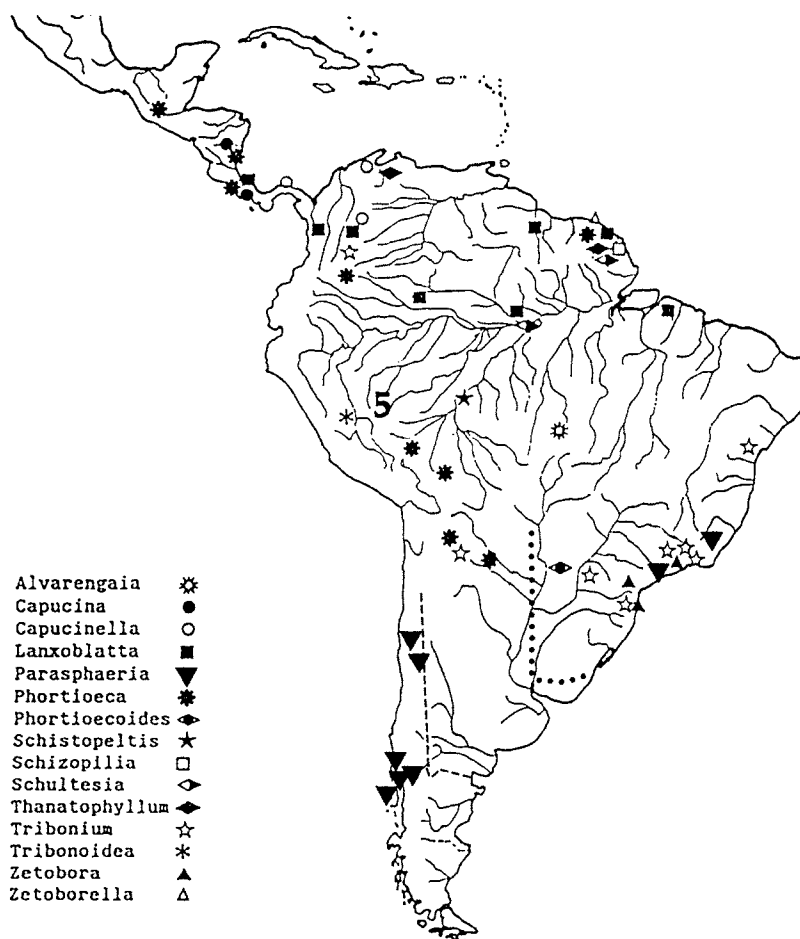 5
Alvarengaia
Capucina
Capucinella
Lanxoblatta
Parasphaeria
Phortioeca
Phortioecoides
Schistopeltis
Schizopilia
Schultesia
Thanatophyllum
Tribonium
Tribonoidea
Zetobora
Zetoborella